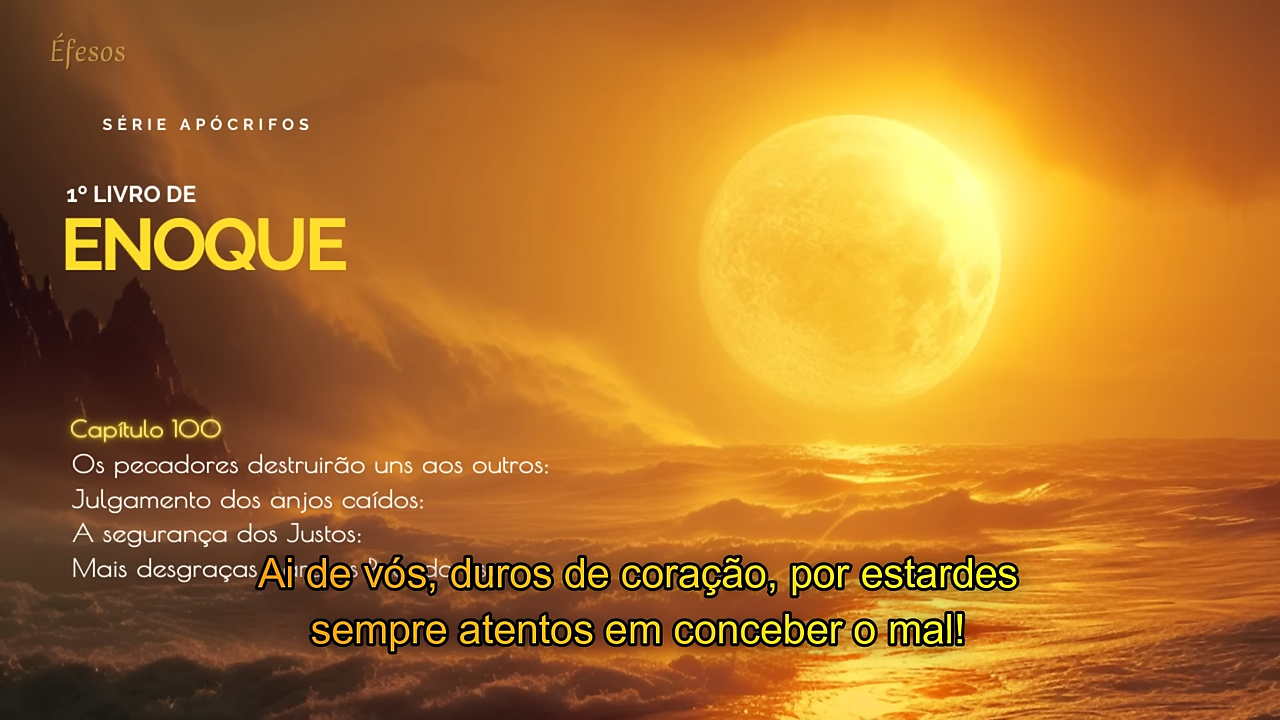 Éfesos
SÉRIE APÓCRIFOS
1º LIVRO DE
ENOQUE
Capítulo 100
Os pecadores destruirão uns aos outros:
Julgamento dos anjos caídos:
A segurança dos Justos:
Mais desgraças
Ai de vós, duros de coração, por estardes
sempre atentos em conceber o mal!